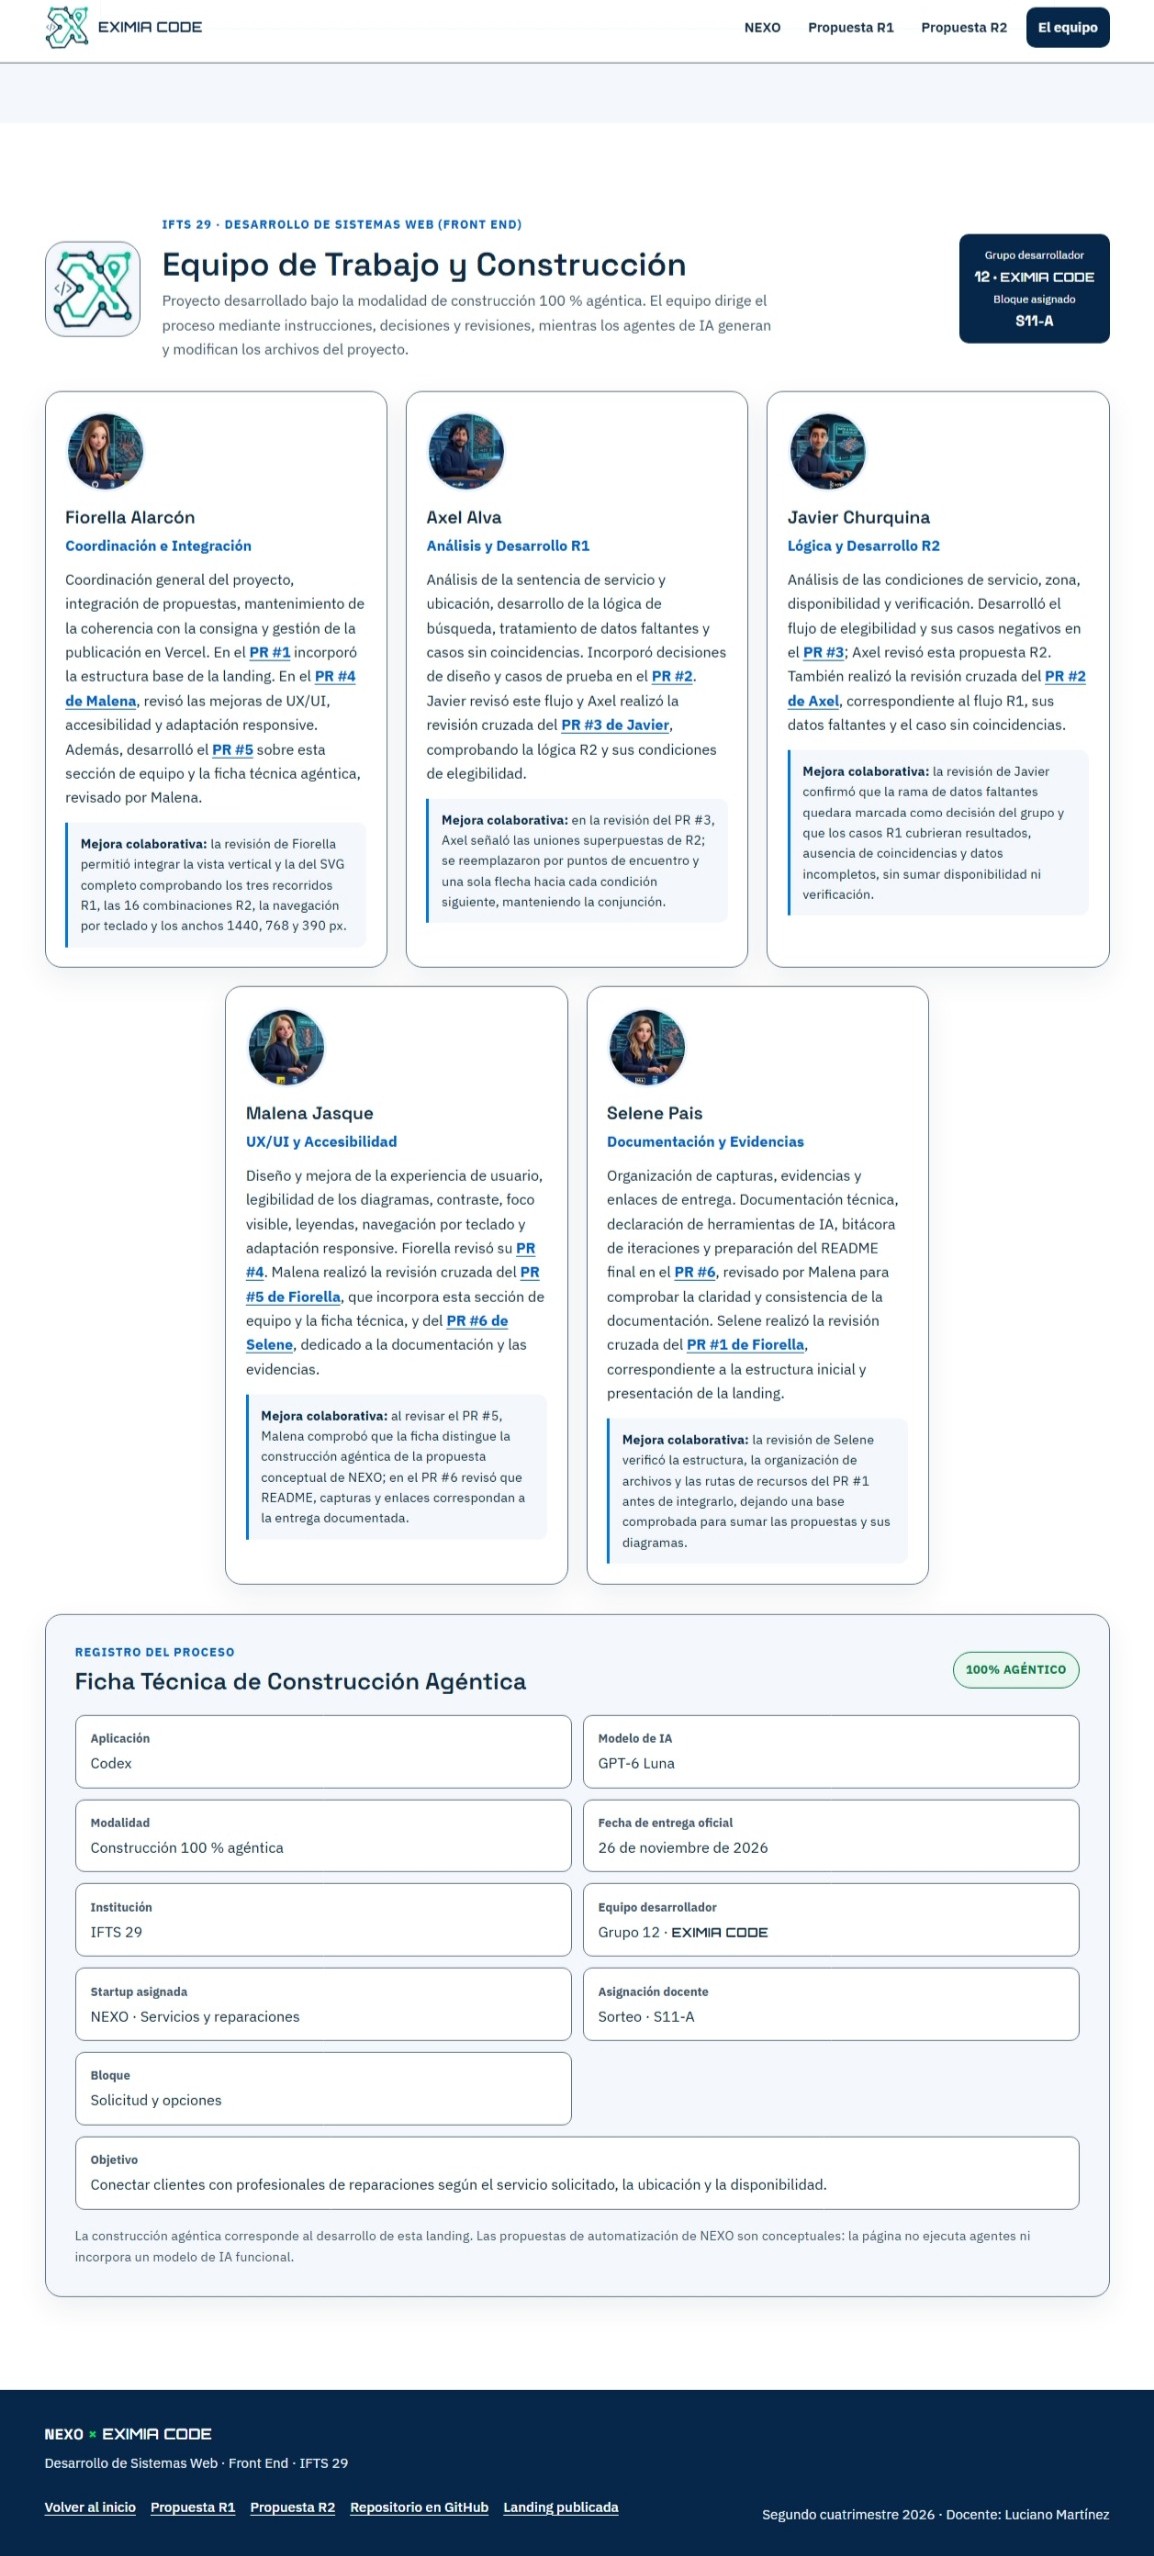 EXIMIA CODE
NEXO
Propuesta R1
Propuesta R2
El equipo
IFTS 29 · DESARROLLO DE SISTEMAS WEB (FRONT END)
Equipo de Trabajo y Construcción
Proyecto desarrollado bajo la modalidad de construcción 100 % agéntica. El equipo dirige el
proceso mediante instrucciones, decisiones y revisiones, mientras los agentes de IA generan
y modifican los archivos del proyecto.
Grupo desarrollador
12 · EXIMIA CODE
Bloque asignado
S11-A
Fiorella Alarcón
Coordinación e Integración
Coordinación general del proyecto,
integración de propuestas, mantenimiento de
la coherencia con la consigna y gestión de la
publicación en Vercel. En el PR #1 incorporó
la estructura base de la landing. En el PR #4
de Malena, revisó las mejoras de UX/UI,
accesibilidad y adaptación responsive.
Además, desarrolló el PR #5 sobre esta
sección de equipo y la ficha técnica agéntica,
revisado por Malena.
Mejora colaborativa: la revisión de Fiorella
permitió integrar la vista vertical y la del SVG
completo comprobando los tres recorridos
R1, las 16 combinaciones R2, la navegación
por teclado y los anchos 1440, 768 y 390 px.
Axel Alva
Análisis y Desarrollo R1
Análisis de la sentencia de servicio y
ubicación, desarrollo de la lógica de
búsqueda, tratamiento de datos faltantes y
casos sin coincidencias. Incorporó decisiones
de diseño y casos de prueba en el PR #2.
Javier revisó este flujo y Axel realizó la
revisión cruzada del PR #3 de Javier,
comprobando la lógica R2 y sus condiciones
de elegibilidad.
Mejora colaborativa: en la revisión del PR #3,
Axel señaló las uniones superpuestas de R2;
se reemplazaron por puntos de encuentro y
una sola flecha hacia cada condición
siguiente, manteniendo la conjunción.
Javier Churquina
Lógica y Desarrollo R2
Análisis de las condiciones de servicio, zona,
disponibilidad y verificación. Desarrolló el
flujo de elegibilidad y sus casos negativos en
el PR #3; Axel revisó esta propuesta R2.
También realizó la revisión cruzada del PR #2
de Axel, correspondiente al flujo R1, sus
datos faltantes y el caso sin coincidencias.
Mejora colaborativa: la revisión de Javier
confirmó que la rama de datos faltantes
quedara marcada como decisión del grupo y
que los casos R1 cubrieran resultados,
ausencia de coincidencias y datos
incompletos, sin sumar disponibilidad ni
verificación.
Malena Jasque
UX/UI y Accesibilidad
Diseño y mejora de la experiencia de usuario,
legibilidad de los diagramas, contraste, foco
visible, leyendas, navegación por teclado y
adaptación responsive. Fiorella revisó su PR
#4. Malena realizó la revisión cruzada del PR
#5 de Fiorella, que incorpora esta sección de
equipo y la ficha técnica, y del PR #6 de
Selene, dedicado a la documentación y las
evidencias.
Mejora colaborativa: al revisar el PR #5,
Malena comprobó que la ficha distingue la
construcción agéntica de la propuesta
conceptual de NEXO; en el PR #6 revisó que
README, capturas y enlaces correspondan a
la entrega documentada.
Selene Pais
Documentación y Evidencias
Organización de capturas, evidencias y
enlaces de entrega. Documentación técnica,
declaración de herramientas de IA, bitácora
de iteraciones y preparación del README
final en el PR #6, revisado por Malena para
comprobar la claridad y consistencia de la
documentación. Selene realizó la revisión
cruzada del PR #1 de Fiorella,
correspondiente a la estructura inicial y
presentación de la landing.
Mejora colaborativa: la revisión de Selene
verificó la estructura, la organización de
archivos y las rutas de recursos del PR #1
antes de integrarlo, dejando una base
comprobada para sumar las propuestas y sus
diagramas.
REGISTRO DEL PROCESO
Ficha Técnica de Construcción Agéntica
100% AGÉNTICO
Aplicación
Codex
Modelo de IA
GPT-6 Luna
Modalidad
Construcción 100 % agéntica
Fecha de entrega oficial
26 de noviembre de 2026
Institución
IFTS 29
Equipo desarrollador
Grupo 12 · EXIMIA CODE
Startup asignada
NEXO · Servicios y reparaciones
Asignación docente
Sorteo · S11-A
Bloque
Solicitud y opciones
Objetivo
Conectar clientes con profesionales de reparaciones según el servicio solicitado, la ubicación y la disponibilidad.
La construcción agéntica corresponde al desarrollo de esta landing. Las propuestas de automatización de NEXO son conceptuales: la página no ejecuta agentes ni
incorpora un modelo de IA funcional.
NEXO × EXIMIA CODE
Desarrollo de Sistemas Web · Front End · IFTS 29
Volver al inicio
Propuesta R1
Propuesta R2
Repositorio en GitHub
Landing publicada
Segundo cuatrimestre 2026 · Docente: Luciano Martínez